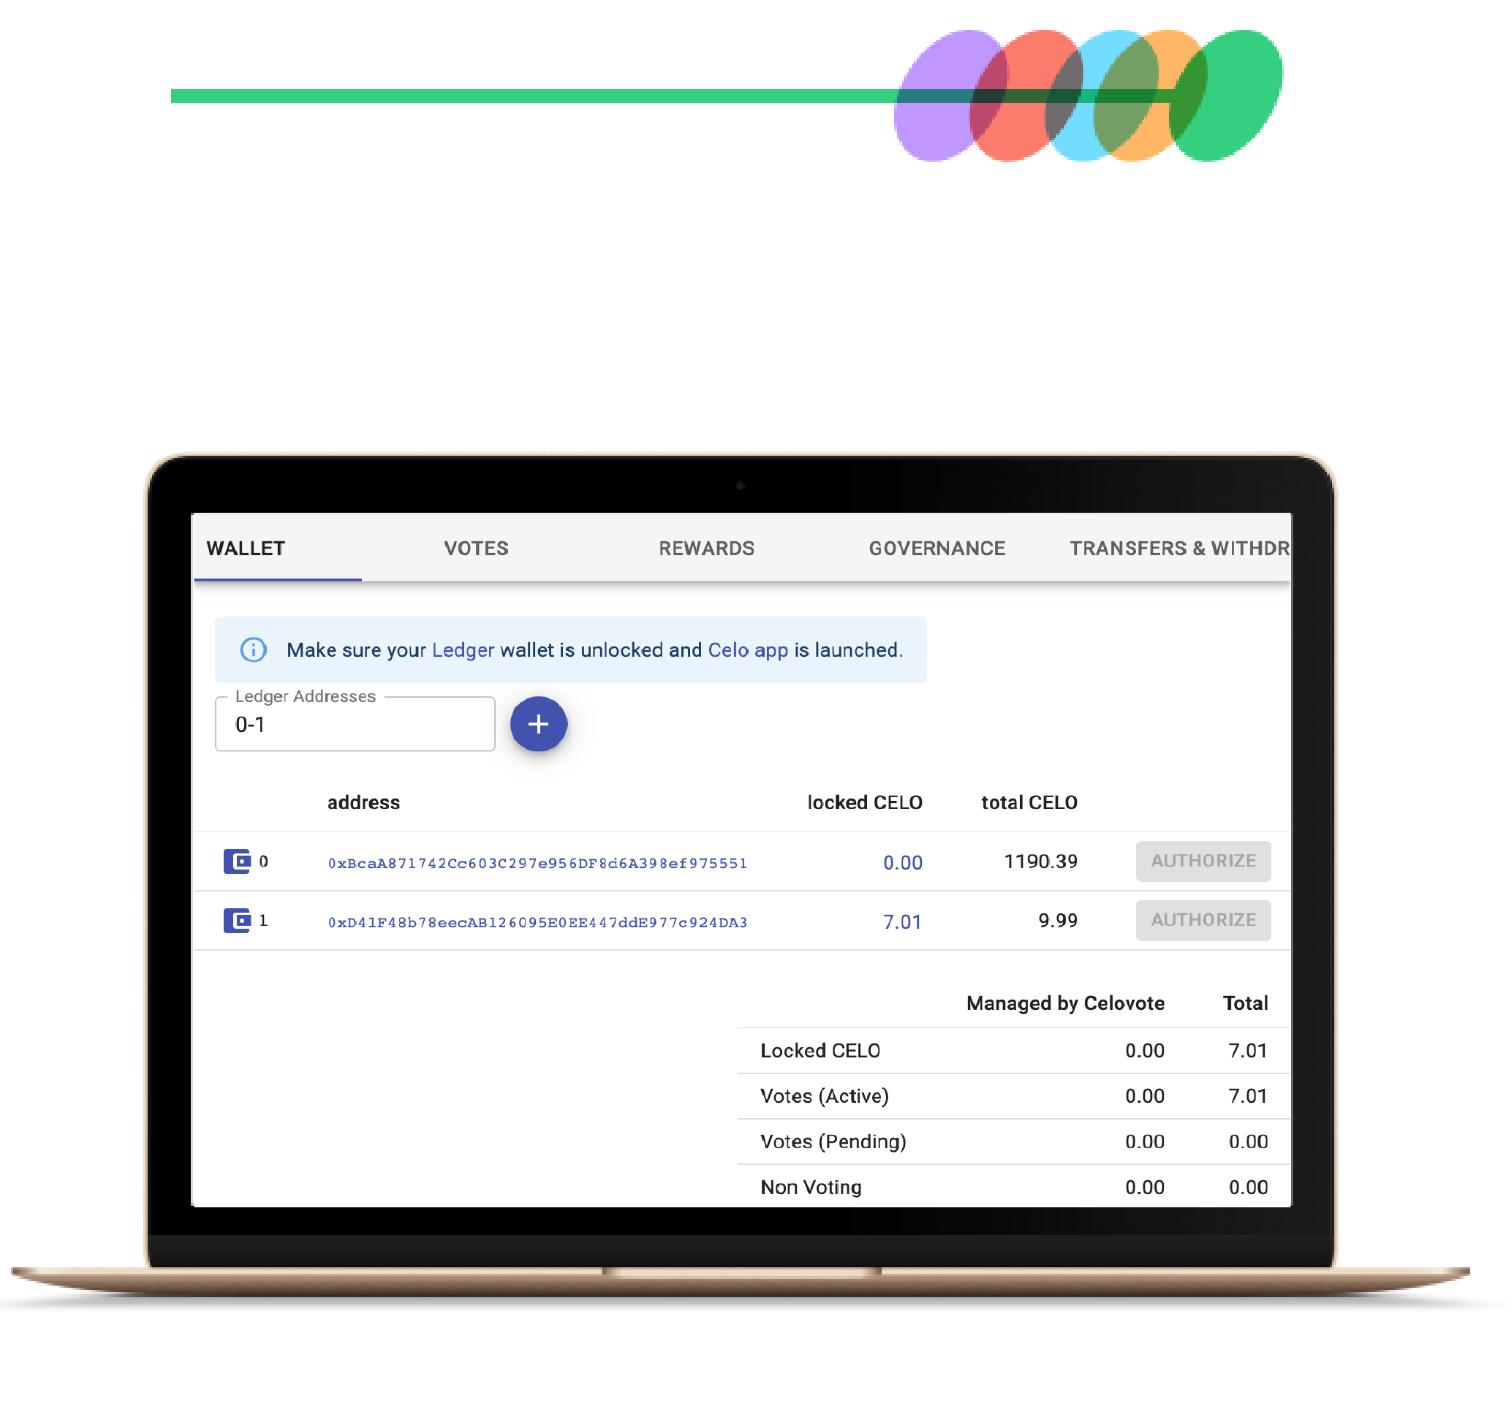 WALLET VOTES REWARDS GOVERNANCE TRANSFERS & WITHDR
Make sure your Ledger wallet is unlocked and Celo app is launched.
Ledger Addresses
0-1
address locked CELO total CELO
0 0xBcaA871742Cc603C297e956DF8d6A398ef975551 0.00 1190.39 AUTHORIZE
1 0xD41F48b78eecAB126095E0EE447ddE977c924DA3 7.01 9.99 AUTHORIZE
Managed by Celovote Total
Locked CELO 0.00 7.01
Votes (Active) 0.00 7.01
Votes (Pending) 0.00 0.00
Non Voting 0.00 0.00